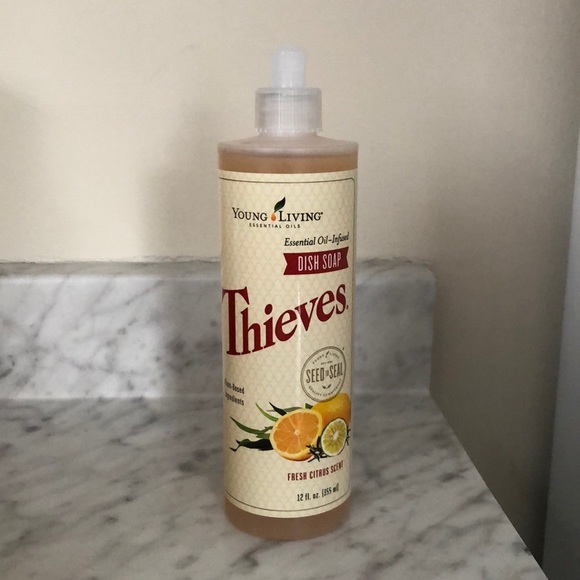 YOUNG LIVING
ESSENTIAL OILS
Essential Oil-Infused
DISH SOAP
Thieves.
SEED TO SEAL
Plant-Based
Ingredients
FRESH CITRUS SCENT
12 fl. oz. (355 ml)